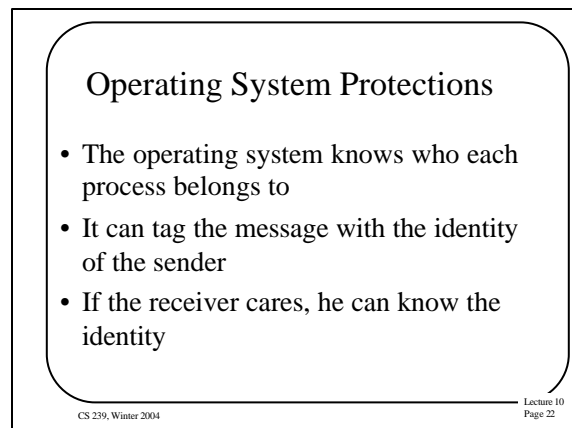 Operating System Protections
• The operating system knows who each
process belongs to
• It can tag the message with the identity
of the sender
• If the receiver cares, he can know the
identity
CS 239, Winter 2004
Lecture 10
Page 22